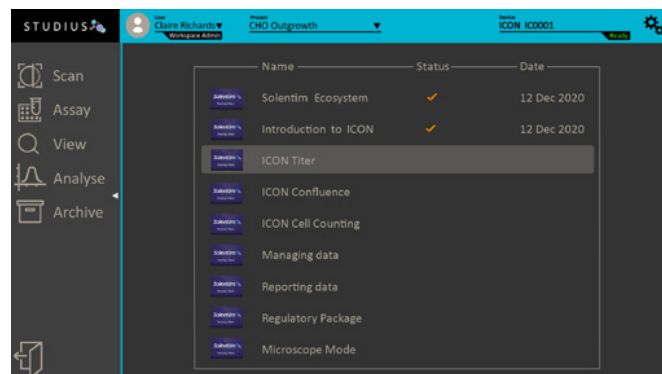 STUDIUS
User
Claire Richards
Workspace Admin
Project
CHO Outgrowth
Device
ICON IC0001
Ready
Scan
Assay
View
Analyse
Archive
Name Status Date
Solentim Ecosystem 12 Dec 2020
Introduction to ICON 12 Dec 2020
ICON Titer
ICON Confluence
ICON Cell Counting
Managing data
Reporting data
Regulatory Package
Microscope Mode